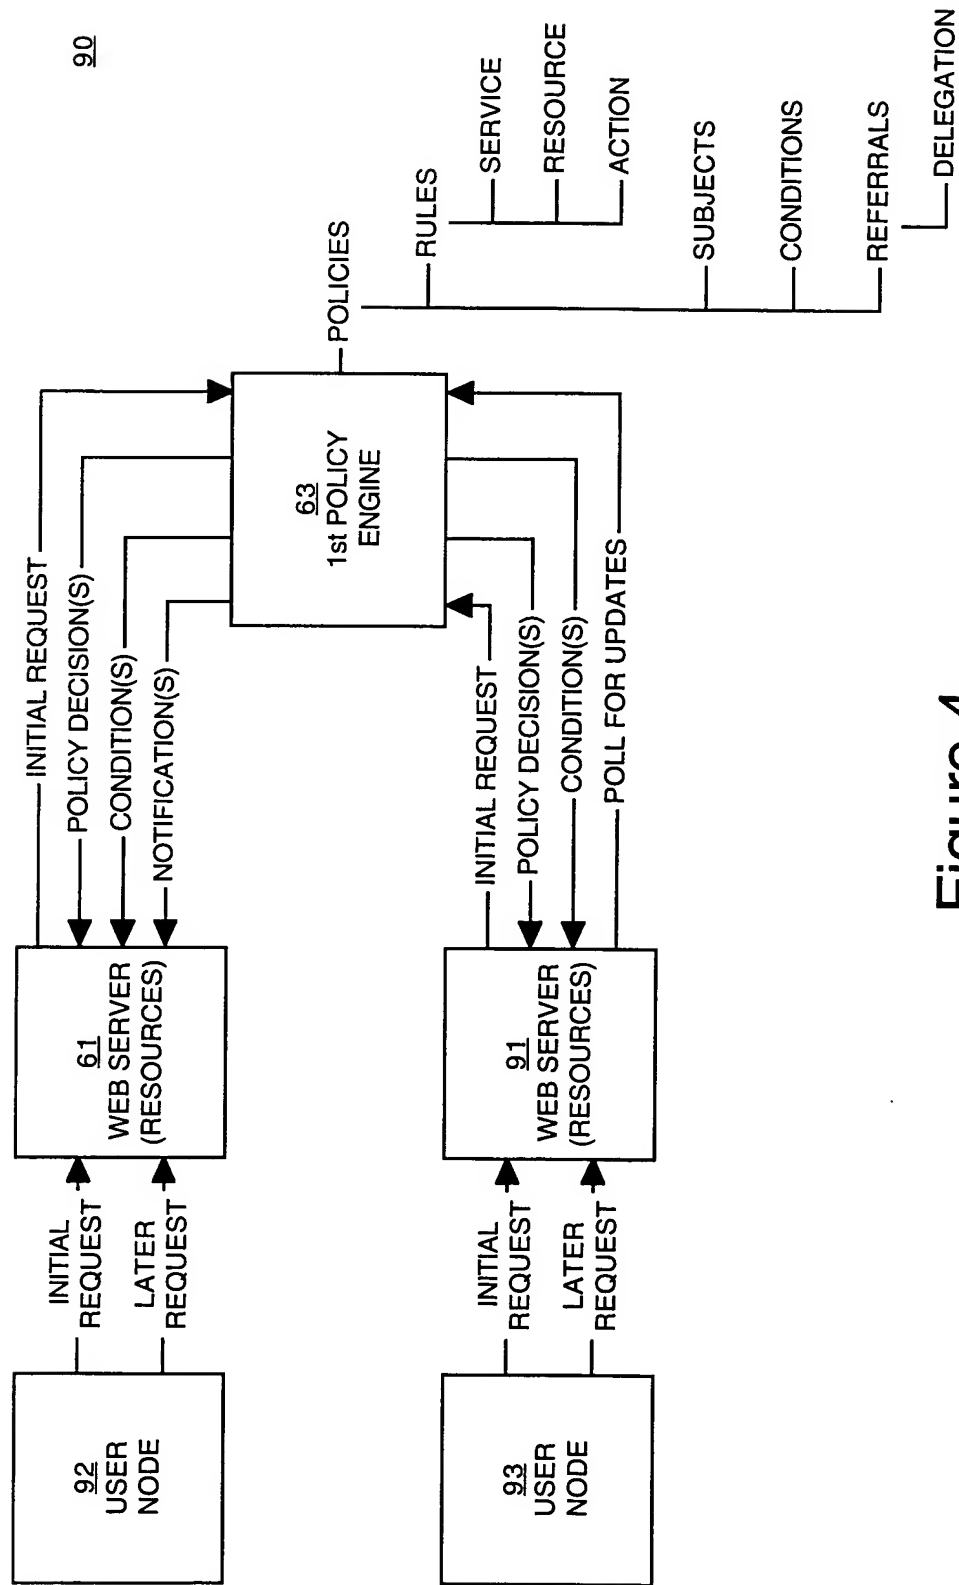 90
92
USER
NODE
INITIAL
REQUEST
LATER
REQUEST
61
WEB SERVER
(RESOURCES)
INITIAL REQUEST
POLICY DECISION(S)
CONDITION(S)
NOTIFICATION(S)
63
1st POLICY
ENGINE
POLICIES
RULES
SERVICE
RESOURCE
ACTION
SUBJECTS
CONDITIONS
REFERRALS
DELEGATION
93
USER
NODE
INITIAL
REQUEST
LATER
REQUEST
91
WEB SERVER
(RESOURCES)
INITIAL REQUEST
POLICY DECISION(S)
CONDITION(S)
POLL FOR UPDATES
Figure 4